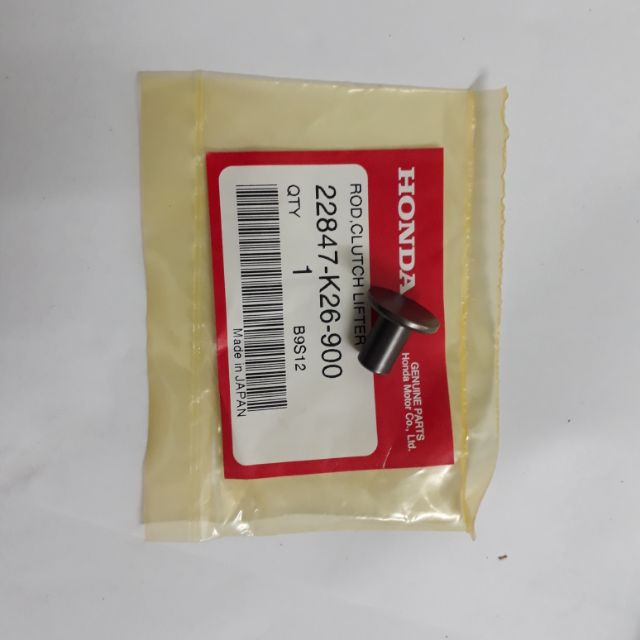 HONDA
GENUINE PARTS
Honda Motor Co., Ltd.
ROD,CLUTCH LIFTER
22847-K26-900
QTY 1 B9S12
Made in JAPAN